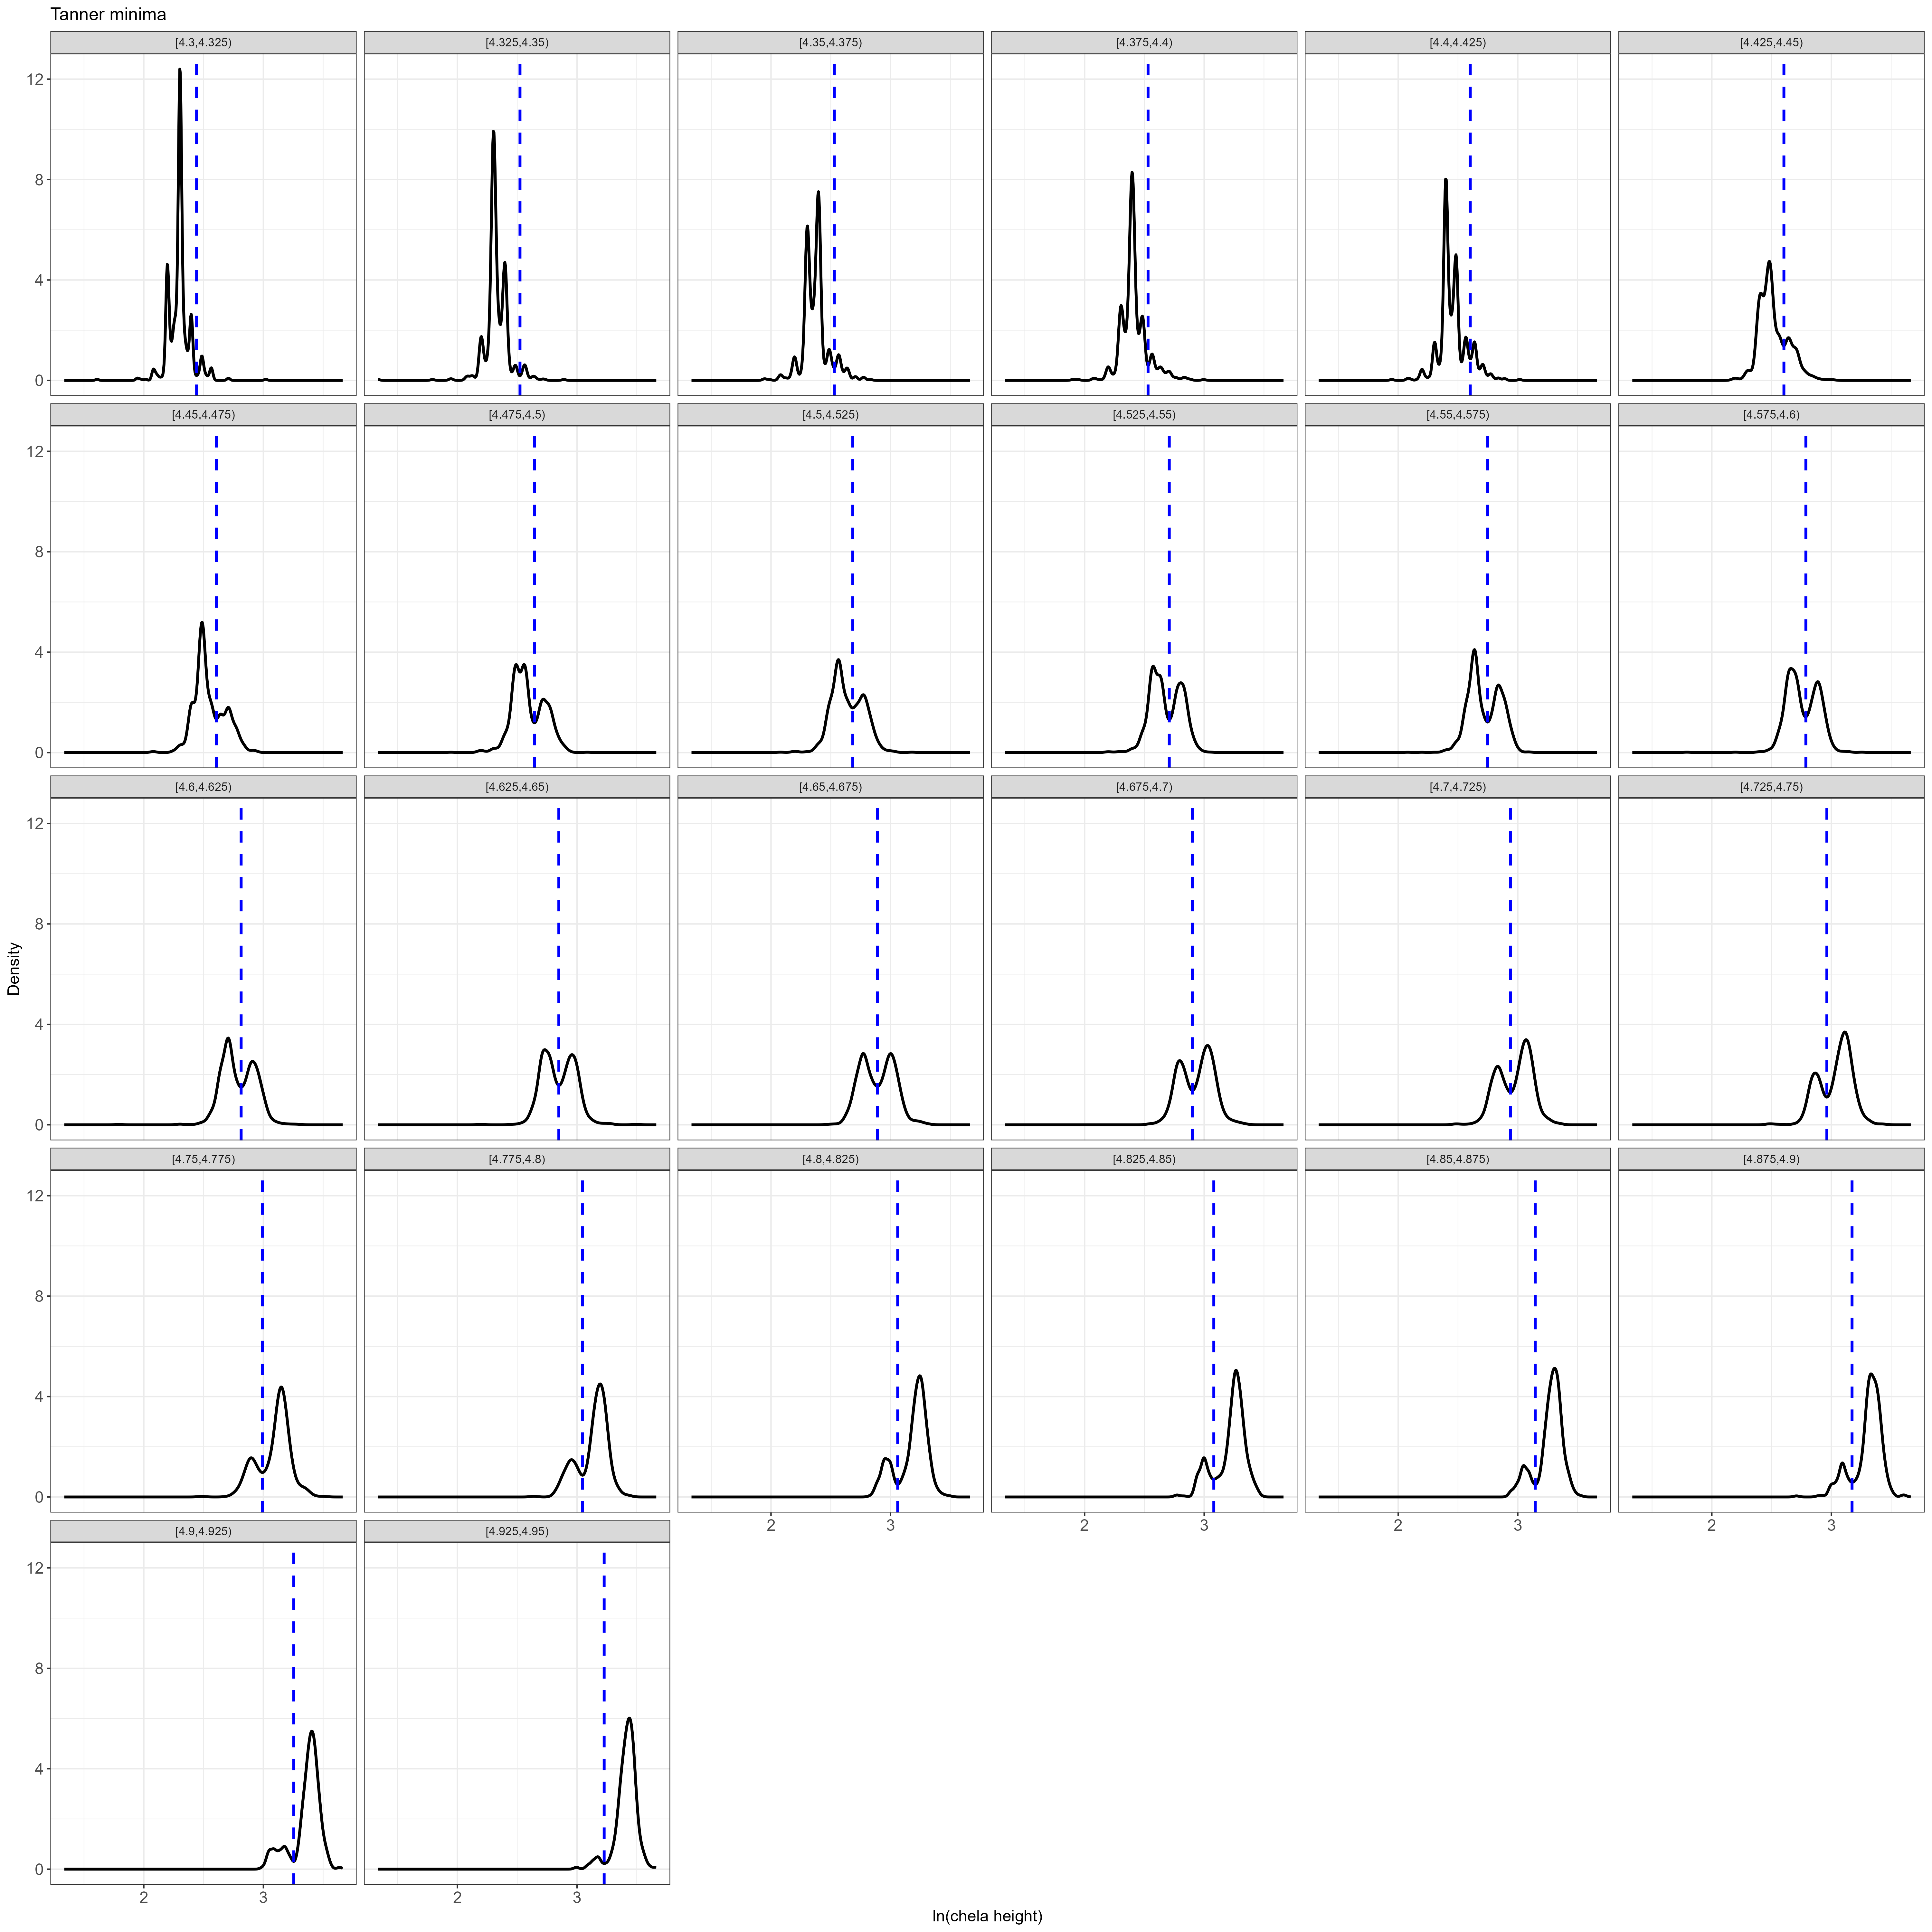 Tanner minima
[4.3,4.325) [4.325,4.35) [4.35,4.375) [4.375,4.4) [4.4,4.425) [4.425,4.45)
12
8
4
0
[4.45,4.475) [4.475,4.5) [4.5,4.525) [4.525,4.55) [4.55,4.575) [4.575,4.6)
12
8
4
0
[4.6,4.625) [4.625,4.65) [4.65,4.675) [4.675,4.7) [4.7,4.725) [4.725,4.75)
12
8
Density
4
0
[4.75,4.775) [4.775,4.8) [4.8,4.825) [4.825,4.85) [4.85,4.875) [4.875,4.9)
12
8
4
0
2 3 2 3 2 3 2 3
[4.9,4.925) [4.925,4.95)
12
8
4
0
2 3 2 3
ln(chela height)